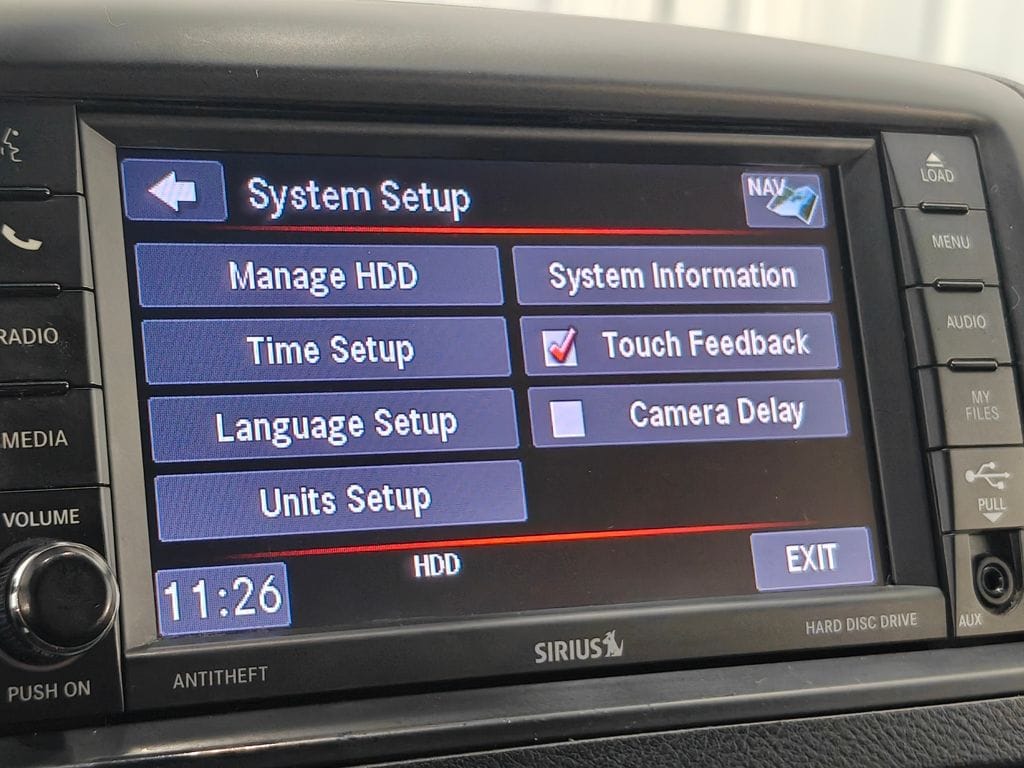 System Setup
NAV
Manage HDD
System Information
Time Setup
Touch Feedback
Language Setup
Camera Delay
Units Setup
HDD
EXIT
11:26
RADIO
MEDIA
VOLUME
PUSH ON
ANTITHEFT
SIRIUS
HARD DISC DRIVE
LOAD
MENU
AUDIO
MY
FILES
PULL
AUX